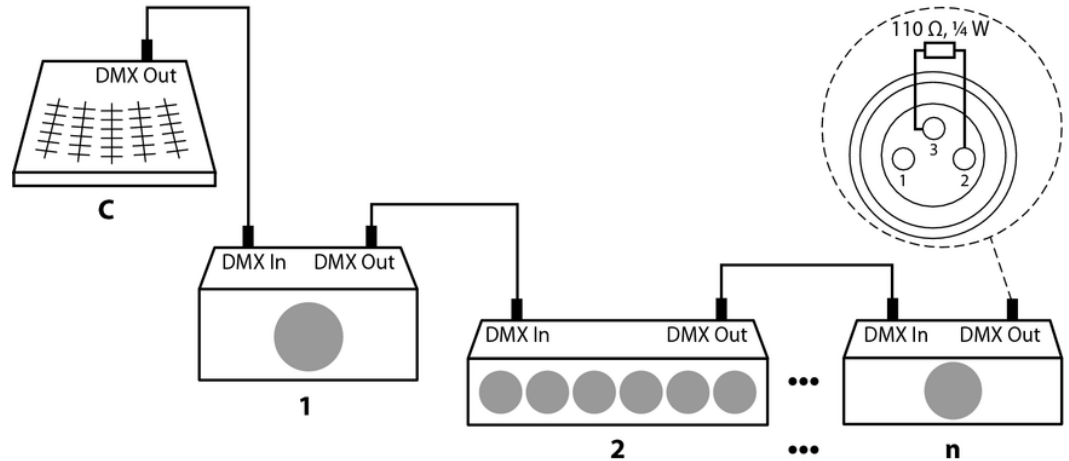 110 Ω, ¼ W
DMX Out
3
1
2
C
DMX In
DMX Out
1
DMX In
DMX Out
•••
DMX In
DMX Out
2
•••
n